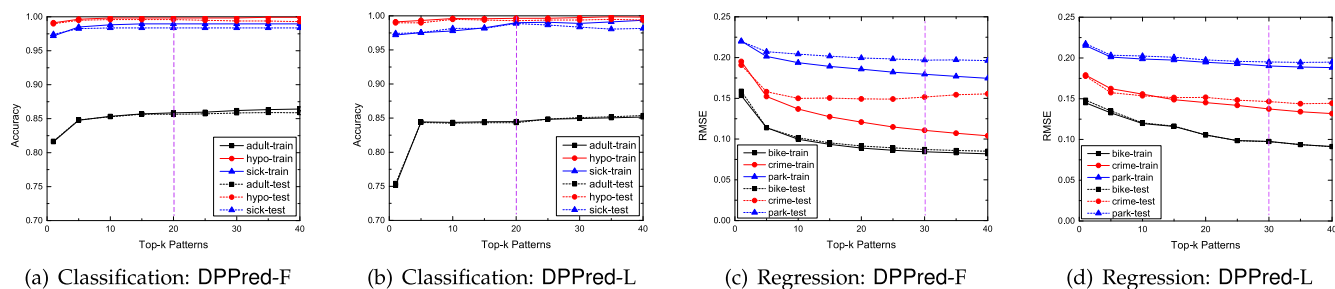 1.00
0.95
0.90
0.85
0.80
0.75
0.70
Accuracy
0 10 20 30 40
Top-k Patterns
adult-train
hypo-train
sick-train
adult-test
hypo-test
sick-test
(a) Classification: DPPred-F
1.00
0.95
0.90
0.85
0.80
0.75
0.70
Accuracy
0 10 20 30 40
Top-k Patterns
adult-train
hypo-train
sick-train
adult-test
hypo-test
sick-test
(b) Classification: DPPred-L
0.25
0.20
0.15
0.10
0.05
0.00
RMSE
0 10 20 30 40
Top-k Patterns
bike-train
crime-train
park-train
bike-test
crime-test
park-test
(c) Regression: DPPred-F
0.25
0.20
0.15
0.10
0.05
0.00
RMSE
0 10 20 30 40
Top-k Patterns
bike-train
crime-train
park-train
bike-test
crime-test
park-test
(d) Regression: DPPred-L